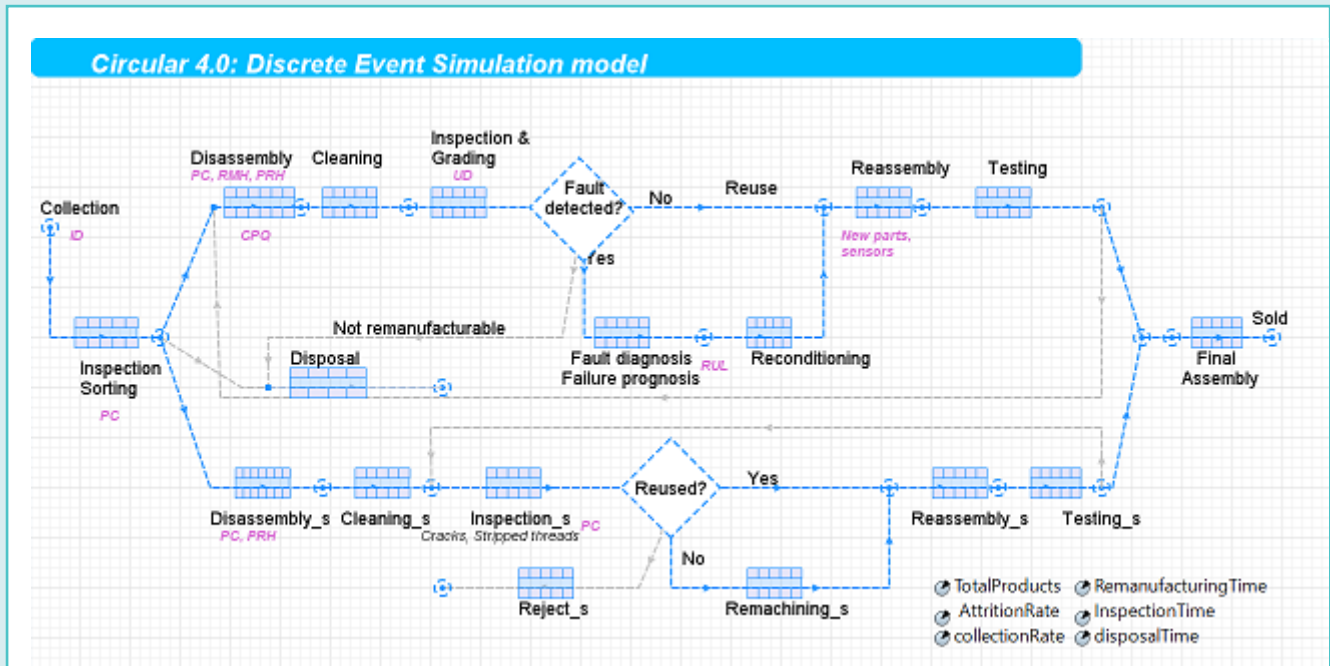 Circular 4.0: Discrete Event Simulation model
Inspection &
Grading
UD
Disassembly
PC, RMH, PRH
Cleaning
CPQ
Collection
ID
Fault
detected?
No
Reuse
Yes
Reassembly
Testing
New parts,
sensors
Inspection
Sorting
PC
Not remanufacturable
Disposal
Fault diagnosis
Failure prognosis
RUL
Reconditioning
Sold
Final
Assembly
Disassembly_s
PC, PRH
Cleaning_s
Inspection_s
PC
Cracks, Stripped threads
Reused?
Yes
No
Reassembly_s
Testing_s
Reject_s
Remachining_s
TotalProducts
RemanufacturingTime
AttritionRate
InspectionTime
collectionRate
disposalTime